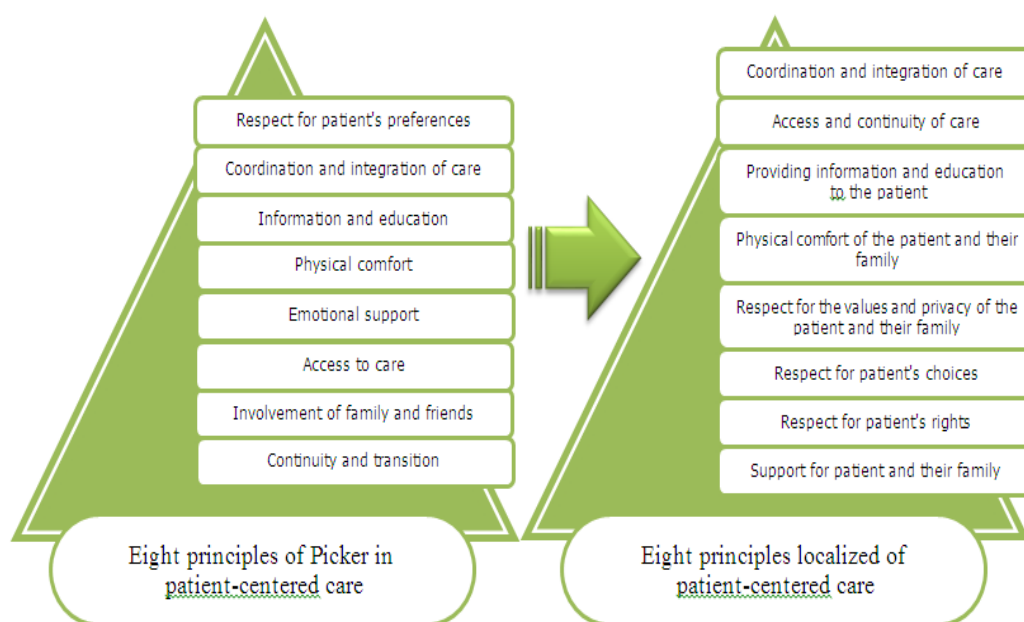 Respect for patient's preferences
Coordination and integration of care
Information and education
Physical comfort
Emotional support
Access to care
Involvement of family and friends
Continuity and transition
Eight principles of Picker in
patient-centered care
Coordination and integration of care
Access and continuity of care
Providing information and education
to the patient
Physical comfort of the patient and their
family
Respect for the values and privacy of the
patient and their family
Respect for patient's choices
Respect for patient's rights
Support for patient and their family
Eight principles localized of
patient-centered care